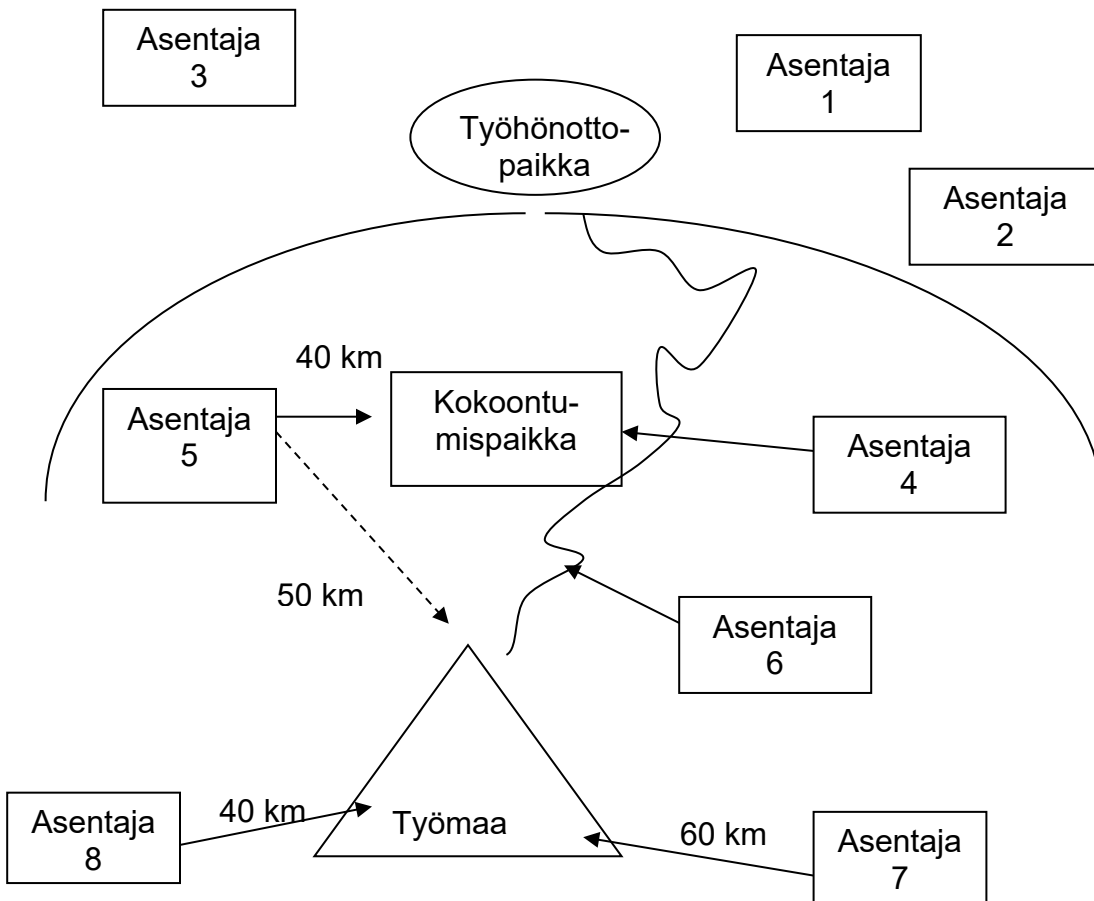 Asentaja
3
Asentaja
1
Työhönotto-
paikka
Asentaja
2
40 km
Asentaja
5
Kokoontu-
mispaikka
Asentaja
4
50 km
Asentaja
6
Asentaja
8
40 km
Työmaa
60 km
Asentaja
7